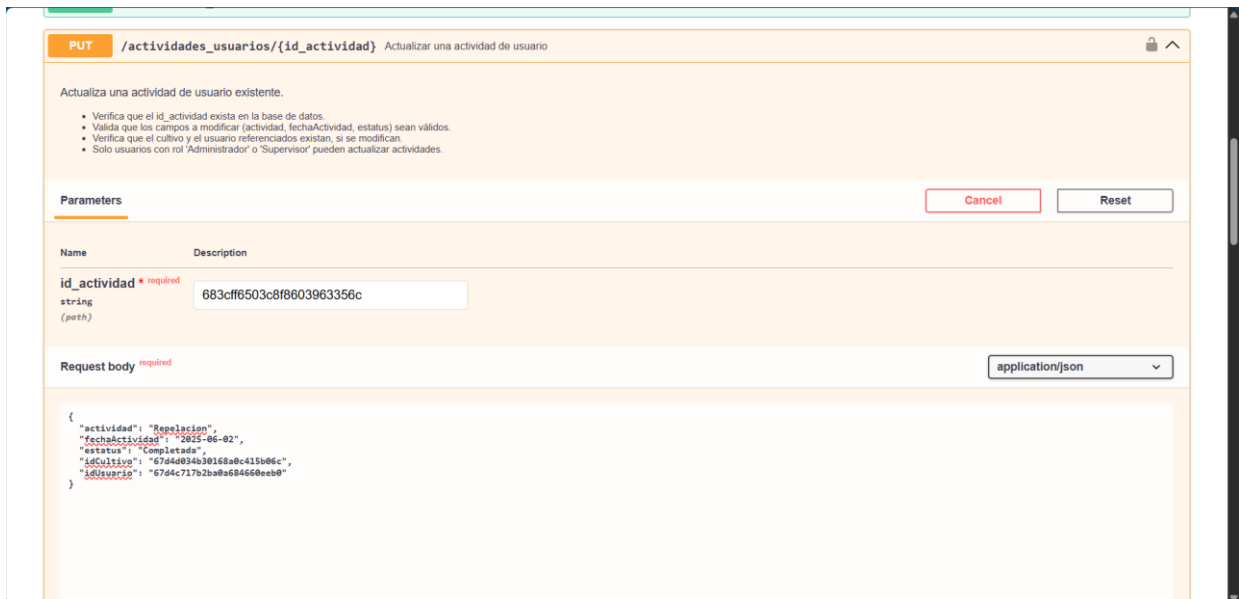 PUT /actividades_usuarios/{id_actividad} Actualizar una actividad de usuario
Actualiza una actividad de usuario existente.
• Verifica que el id_actividad exista en la base de datos.
• Valida que los campos a modificar (actividad, fechaActividad, estatus) sean válidos.
• Verifica que el cultivo y el usuario referenciados existan, si se modifican.
• Solo usuarios con rol 'Administrador' o 'Supervisor' pueden actualizar actividades.
Parameters
Cancel
Reset
Name Description
id_actividad * required
string
(path)
683cff6503c8f8603963356c
Request body required
application/json
{
"actividad": "Repelacion",
"fechaActividad": "2025-06-02",
"estatus": "Completada",
"idCultivo": "67d4d034b30168a0c415b06c",
"idUsuario": "67d4c717b2ba0a684660eeb0"
}